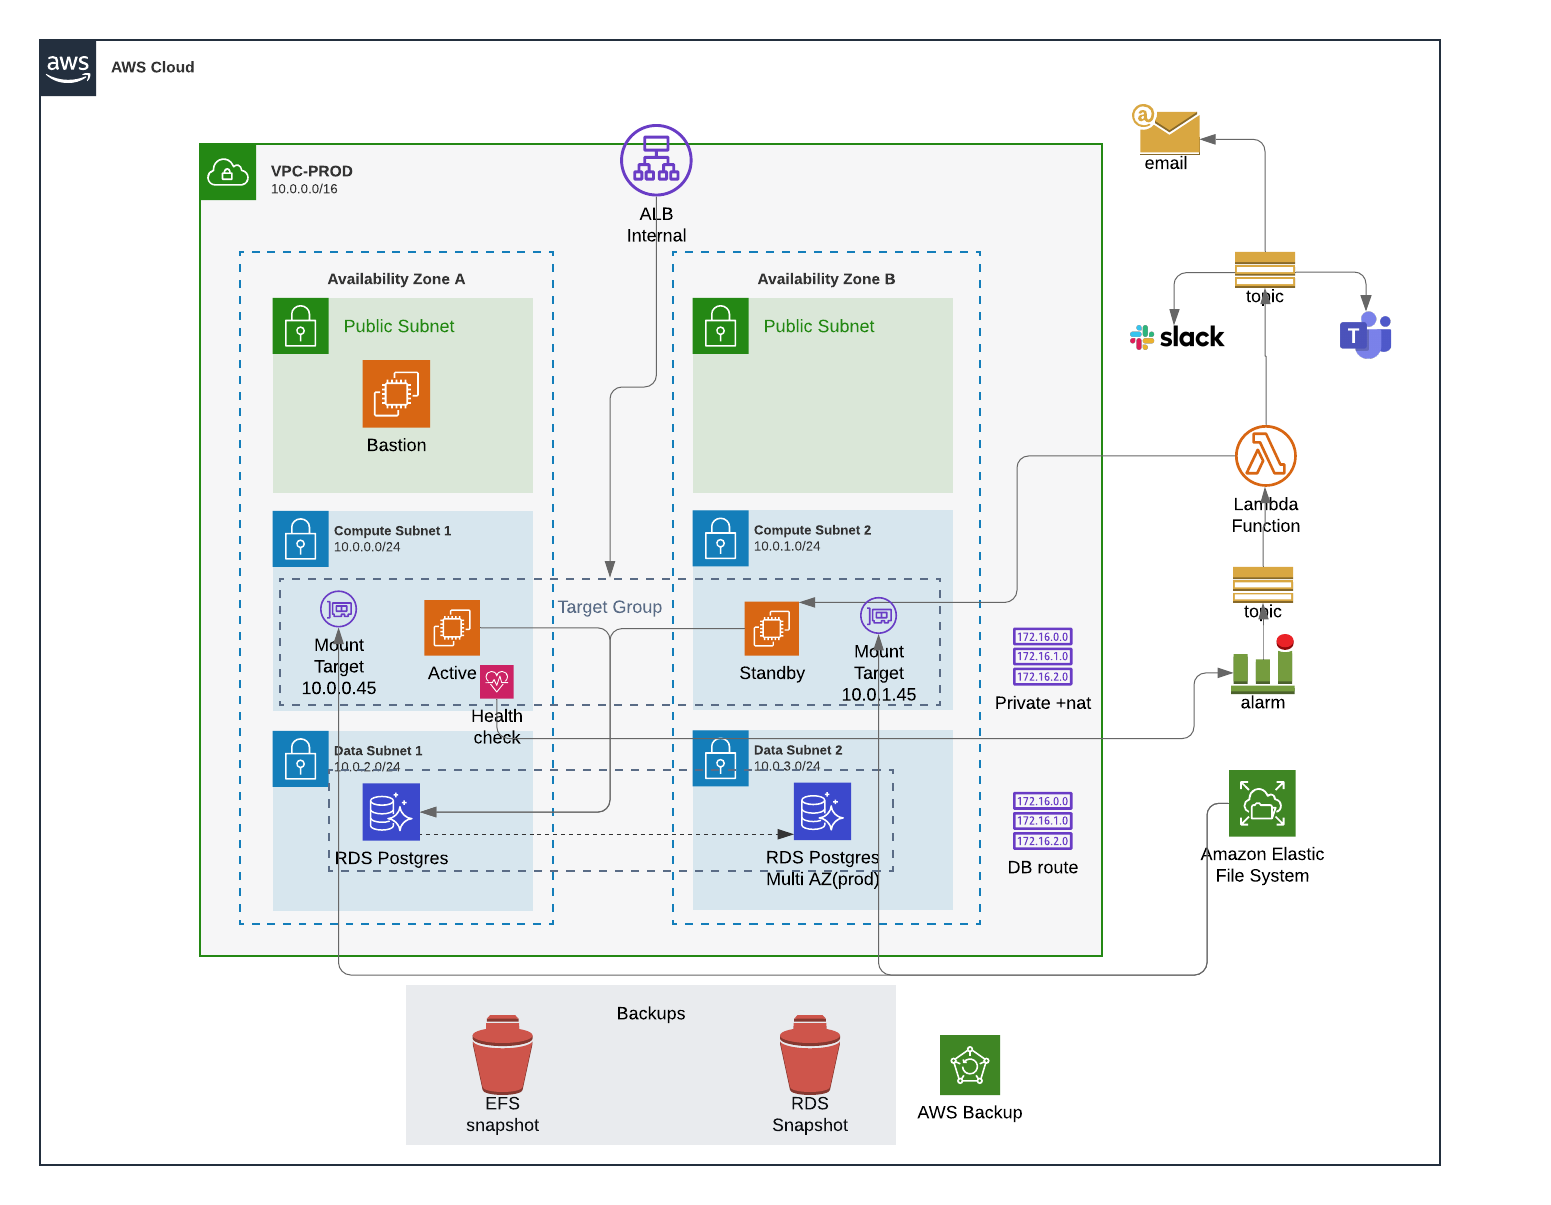 aws
AWS Cloud
@
email
VPC-PROD
10.0.0.0/16
ALB
Internal
Availability Zone A
Availability Zone B
topic
Public Subnet
Public Subnet
slack
T
Bastion
Lambda
Function
Compute Subnet 1
10.0.0.0/24
Compute Subnet 2
10.0.1.0/24
Target Group
topic
Mount
Target
10.0.0.45
Active
Standby
Mount
Target
10.0.1.45
172.16.0.0
172.16.1.0
172.16.2.0
Private +nat
alarm
Health
check
Data Subnet 1
10.0.2.0/24
Data Subnet 2
10.0.3.0/24
172.16.0.0
172.16.1.0
172.16.2.0
DB route
RDS Postgres
RDS Postgres
Multi AZ(prod)
Amazon Elastic
File System
Backups
EFS
snapshot
RDS
Snapshot
AWS Backup